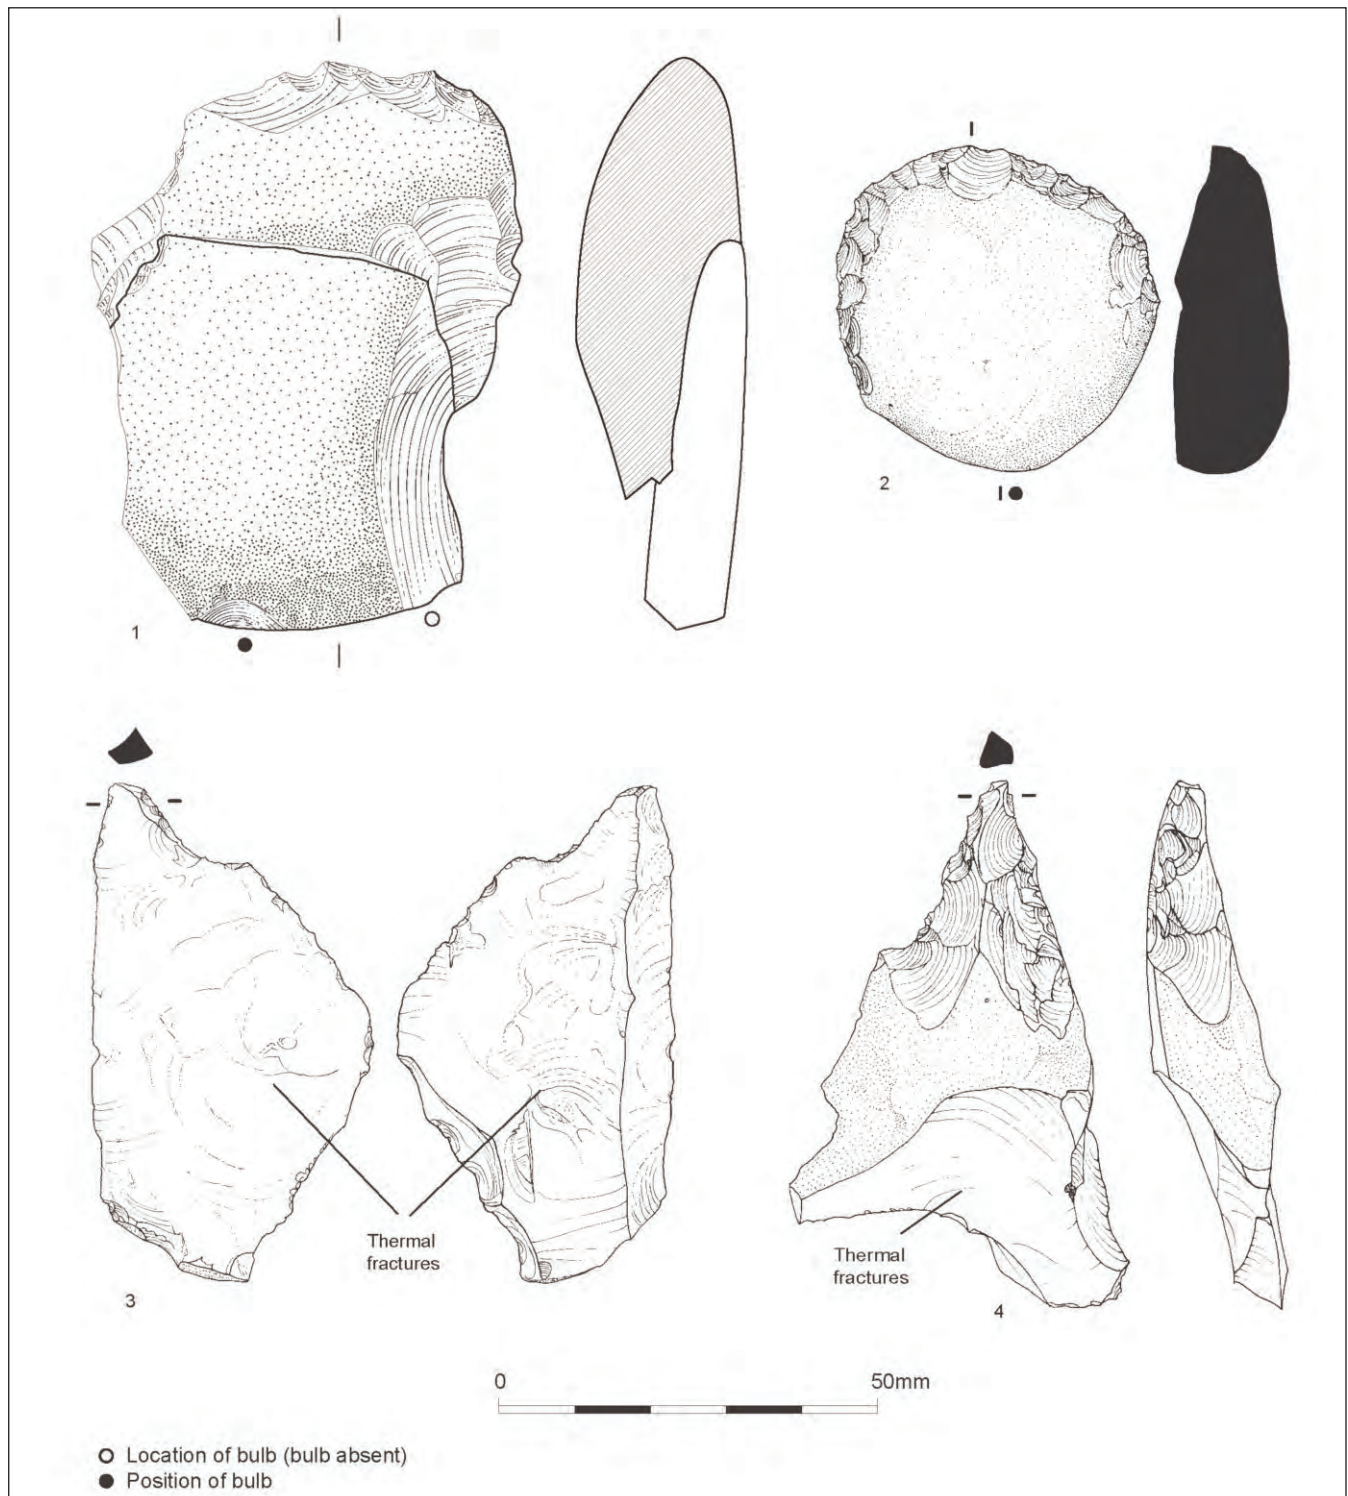 1
2
Thermal
fractures
3
Thermal
fractures
4
0 50mm
Location of bulb (bulb absent)
Position of bulb